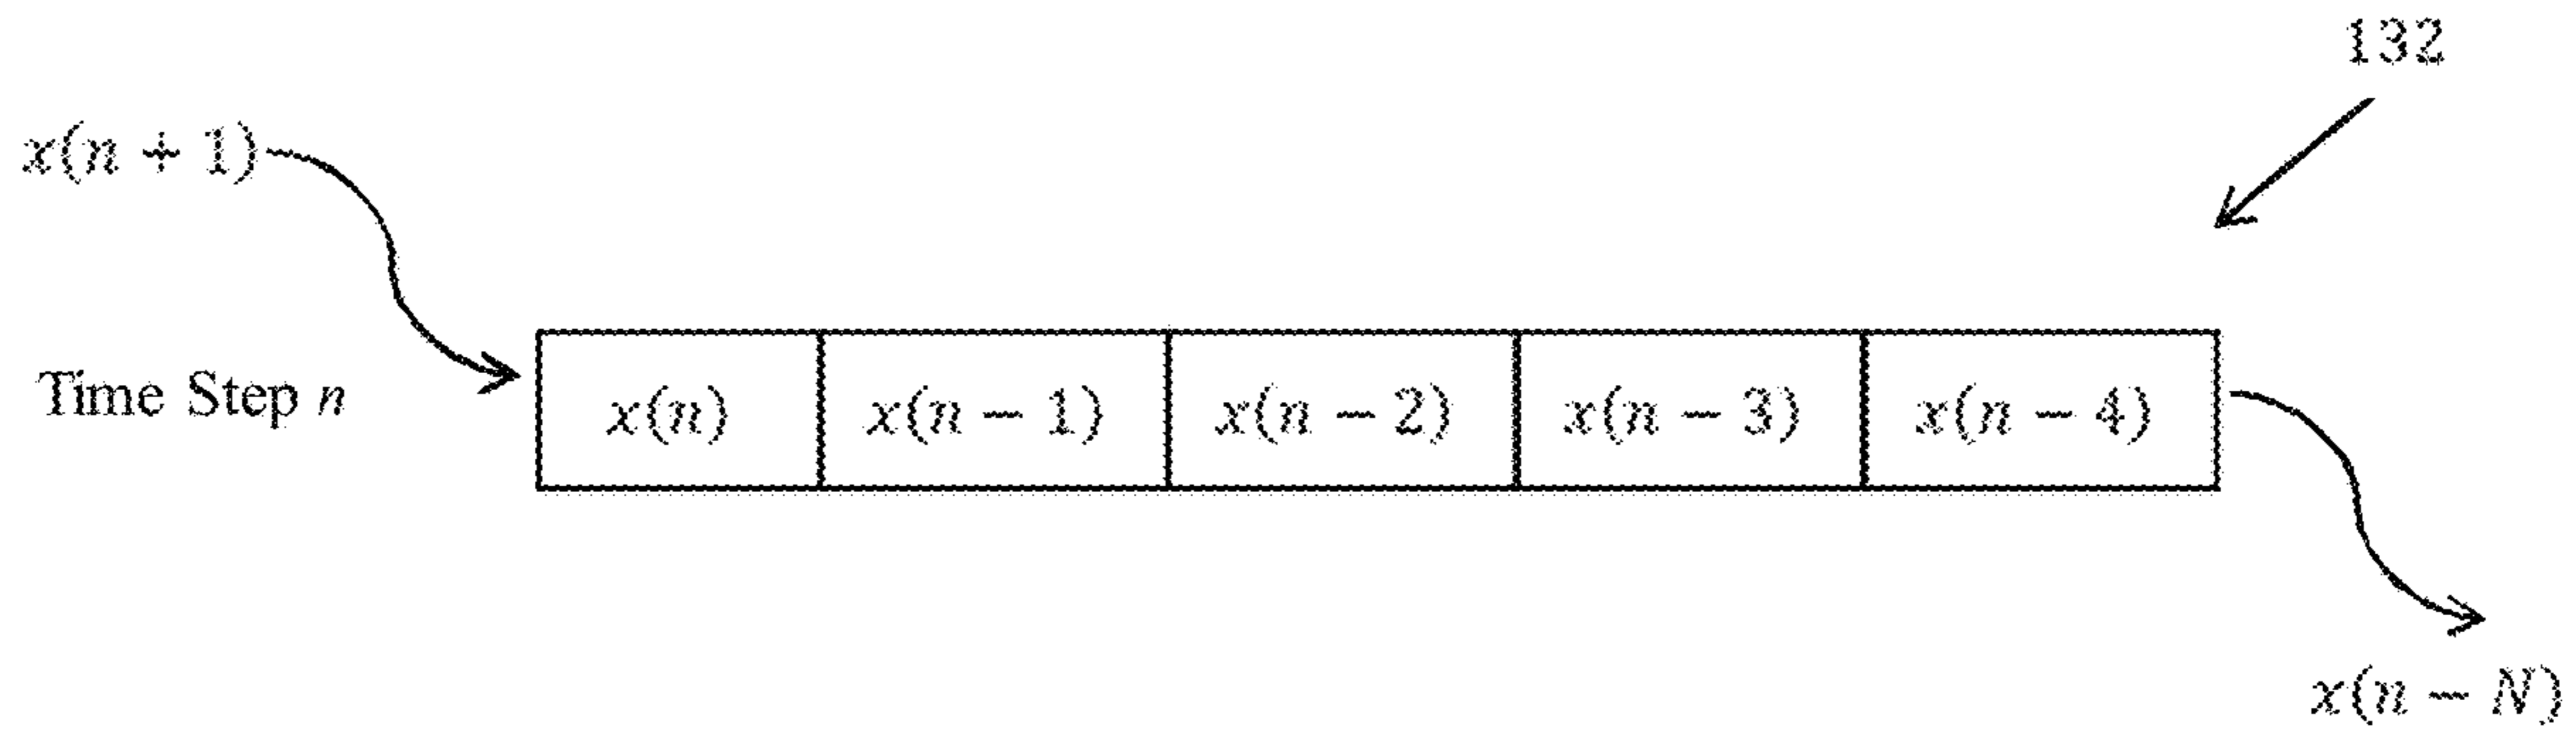 132
x(n + 1)
Time Step n
x(n) x(n − 1) x(n − 2) x(n − 3) x(n − 4)
x(n − N)